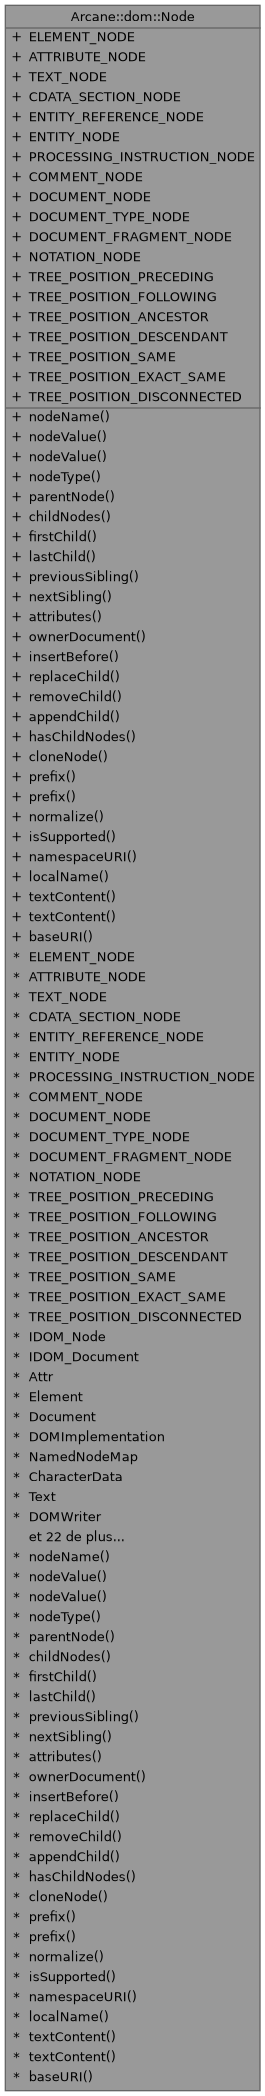 Arcane::dom::Node
+ ELEMENT_NODE
+ ATTRIBUTE_NODE
+ TEXT_NODE
+ CDATA_SECTION_NODE
+ ENTITY_REFERENCE_NODE
+ ENTITY_NODE
+ PROCESSING_INSTRUCTION_NODE
+ COMMENT_NODE
+ DOCUMENT_NODE
+ DOCUMENT_TYPE_NODE
+ DOCUMENT_FRAGMENT_NODE
+ NOTATION_NODE
+ TREE_POSITION_PRECEDING
+ TREE_POSITION_FOLLOWING
+ TREE_POSITION_ANCESTOR
+ TREE_POSITION_DESCENDANT
+ TREE_POSITION_SAME
+ TREE_POSITION_EXACT_SAME
+ TREE_POSITION_DISCONNECTED
+ nodeName()
+ nodeValue()
+ nodeValue()
+ nodeType()
+ parentNode()
+ childNodes()
+ firstChild()
+ lastChild()
+ previousSibling()
+ nextSibling()
+ attributes()
+ ownerDocument()
+ insertBefore()
+ replaceChild()
+ removeChild()
+ appendChild()
+ hasChildNodes()
+ cloneNode()
+ prefix()
+ prefix()
+ normalize()
+ isSupported()
+ namespaceURI()
+ localName()
+ textContent()
+ textContent()
+ baseURI()
* ELEMENT_NODE
* ATTRIBUTE_NODE
* TEXT_NODE
* CDATA_SECTION_NODE
* ENTITY_REFERENCE_NODE
* ENTITY_NODE
* PROCESSING_INSTRUCTION_NODE
* COMMENT_NODE
* DOCUMENT_NODE
* DOCUMENT_TYPE_NODE
* DOCUMENT_FRAGMENT_NODE
* NOTATION_NODE
* TREE_POSITION_PRECEDING
* TREE_POSITION_FOLLOWING
* TREE_POSITION_ANCESTOR
* TREE_POSITION_DESCENDANT
* TREE_POSITION_SAME
* TREE_POSITION_EXACT_SAME
* TREE_POSITION_DISCONNECTED
* IDOM_Node
* IDOM_Document
* Attr
* Element
* Document
* DOMImplementation
* NamedNodeMap
* CharacterData
* Text
* DOMWriter
et 22 de plus...
* nodeName()
* nodeValue()
* nodeValue()
* nodeType()
* parentNode()
* childNodes()
* firstChild()
* lastChild()
* previousSibling()
* nextSibling()
* attributes()
* ownerDocument()
* insertBefore()
* replaceChild()
* removeChild()
* appendChild()
* hasChildNodes()
* cloneNode()
* prefix()
* prefix()
* normalize()
* isSupported()
* namespaceURI()
* localName()
* textContent()
* textContent()
* baseURI()